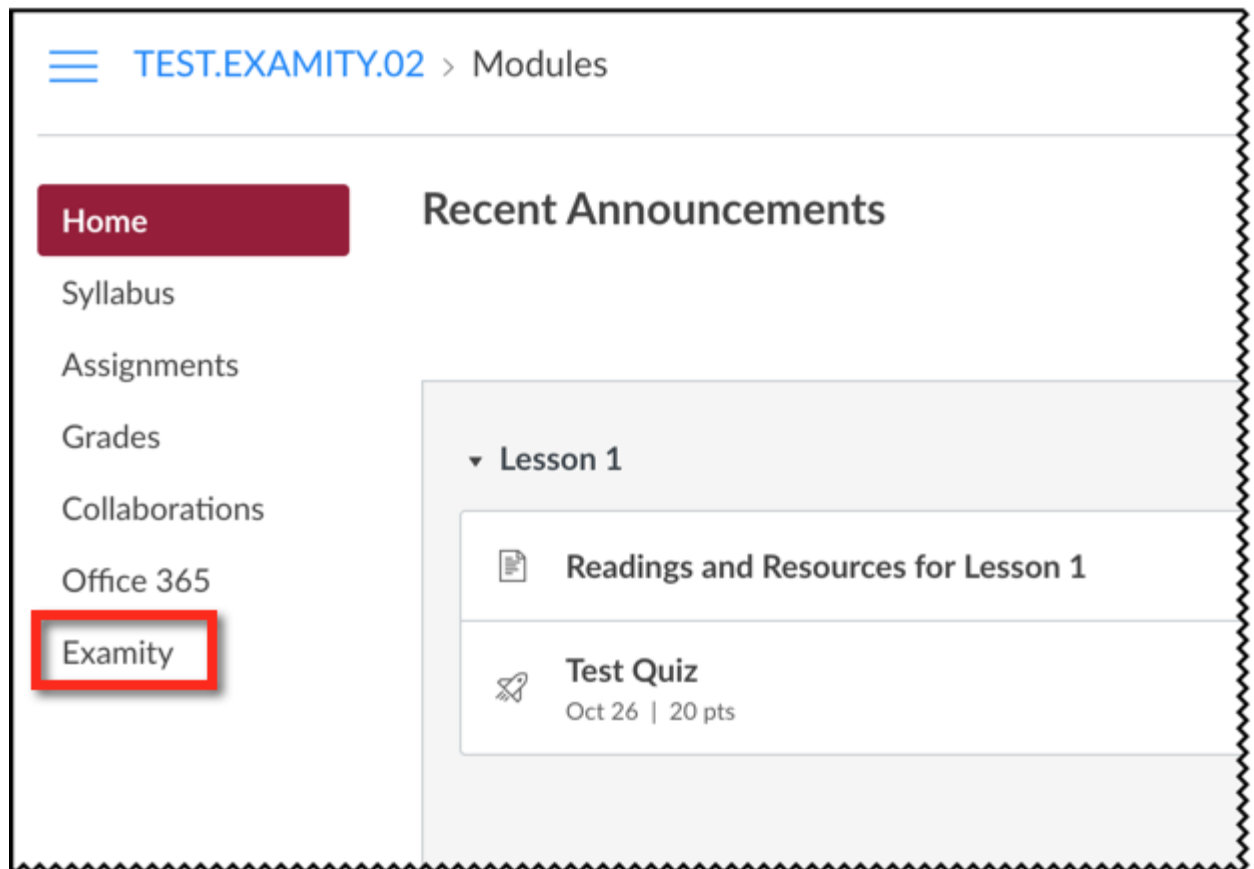 TEST.EXAMITY.02 > Modules
Home
Syllabus
Assignments
Grades
Collaborations
Office 365
Examity
Recent Announcements
Lesson 1
Readings and Resources for Lesson 1
Test Quiz
Oct 26 | 20 pts